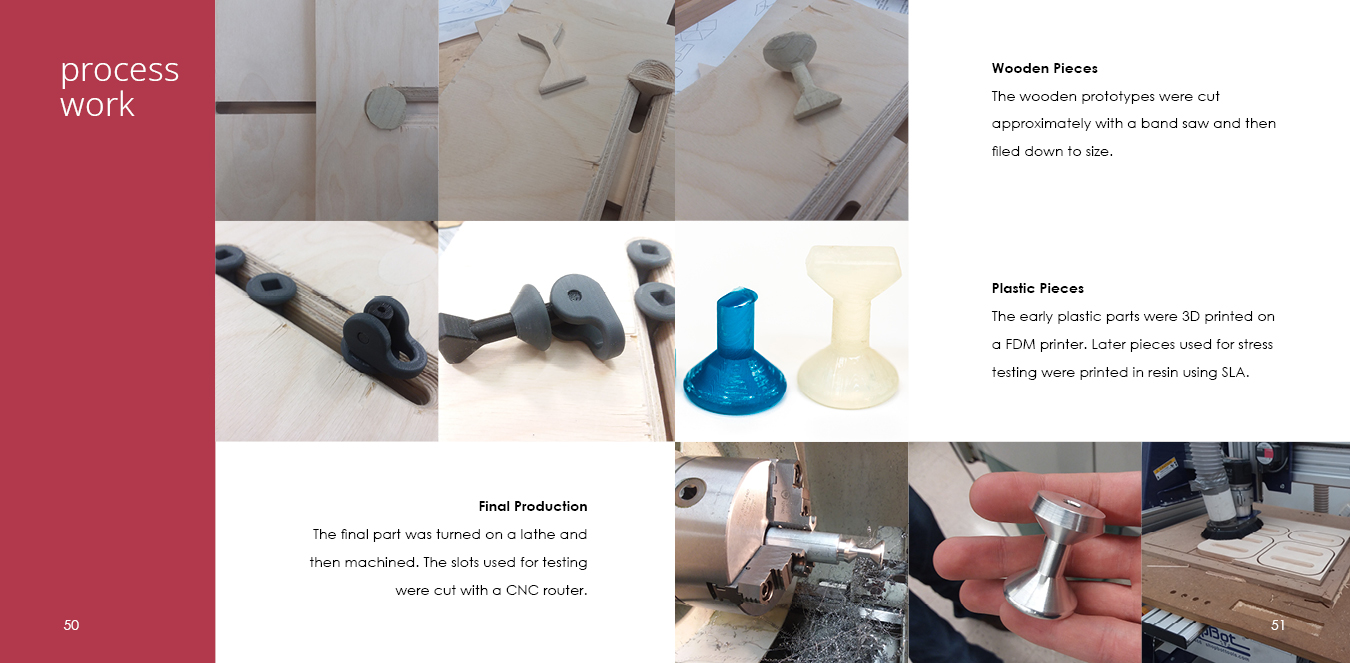 process
work
Wooden Pieces
The wooden prototypes were cut
approximately with a band saw and then
filed down to size.
Plastic Pieces
The early plastic parts were 3D printed on
a FDM printer. Later pieces used for stress
testing were printed in resin using SLA.
Final Production
The final part was turned on a lathe and
then machined. The slots used for testing
were cut with a CNC router.
50
51